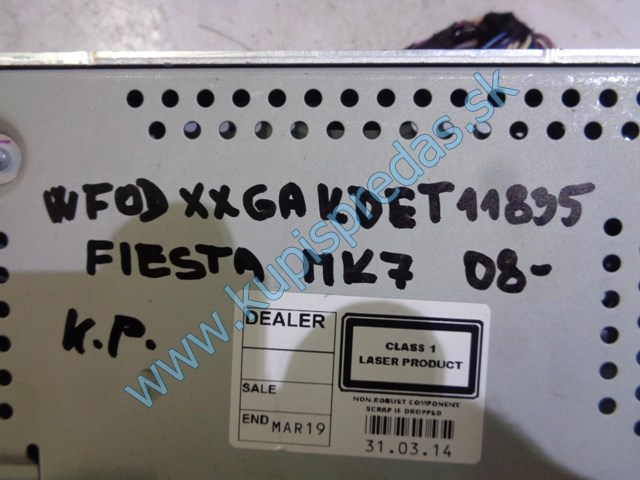 WF0DXXGAKDET11895
FIESTA MK7 08-
K.P.
www.kupispredas.sk
DEALER
SALE
END MAR19
CLASS 1
LASER PRODUCT
NON ROBUST COMPONENT
SCRAP IF DROPPED
31.03.14